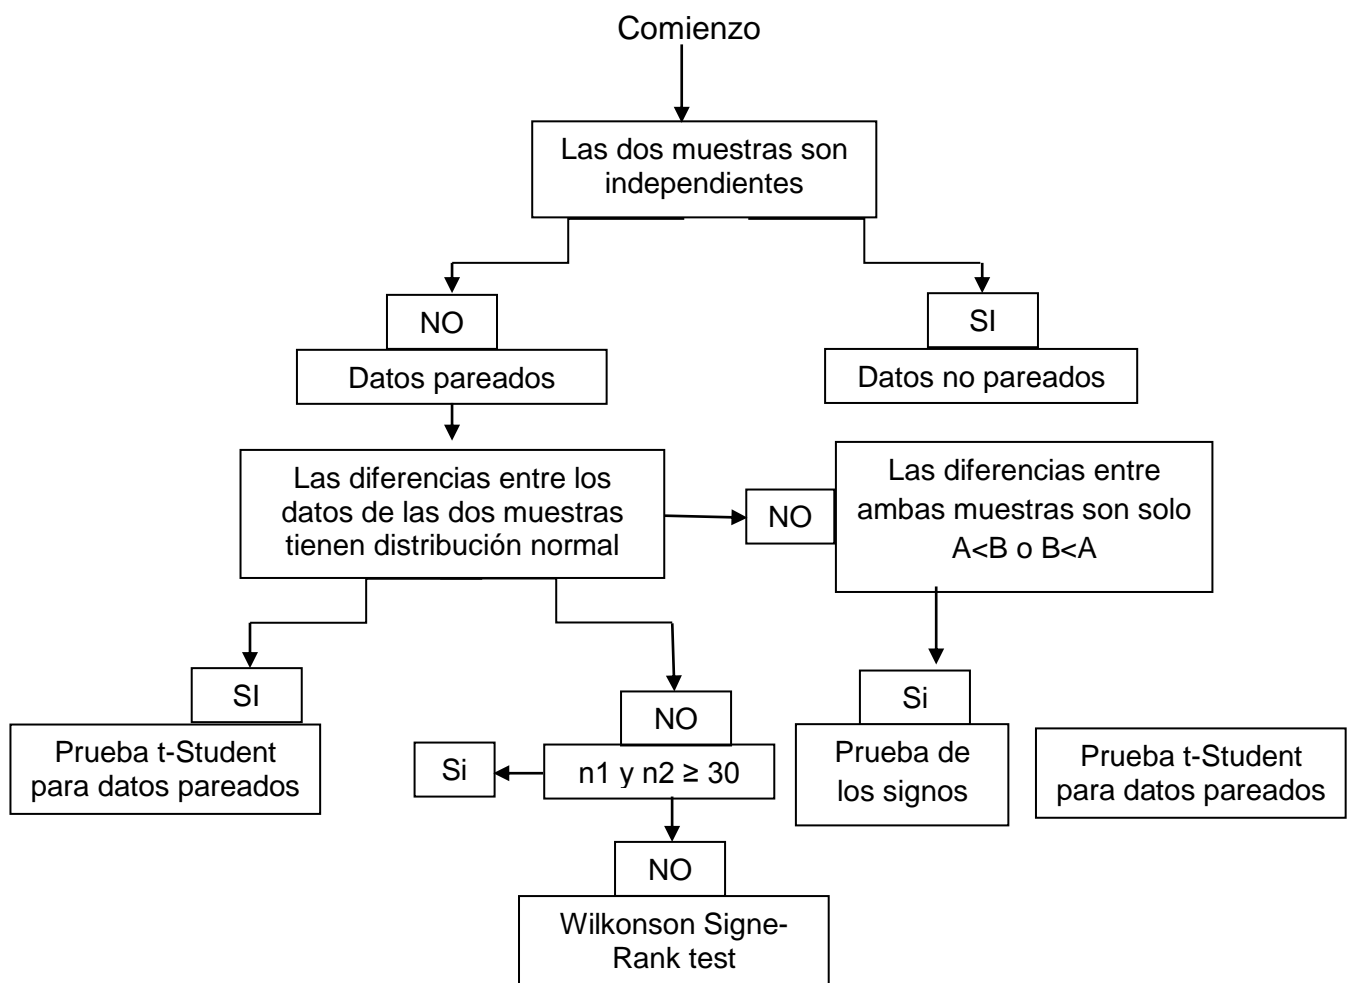 Comienzo
Las dos muestras son
independientes
NO
SI
Datos pareados
Datos no pareados
Las diferencias entre los
datos de las dos muestras
tienen distribución normal
NO
Las diferencias entre
ambas muestras son solo
A<B o B<A
SI
Prueba t-Student
para datos pareados
NO
Si
n1 y n2 ≥ 30
Si
Prueba de
los signos
Prueba t-Student
para datos pareados
NO
Wilkonson Signe-
Rank test